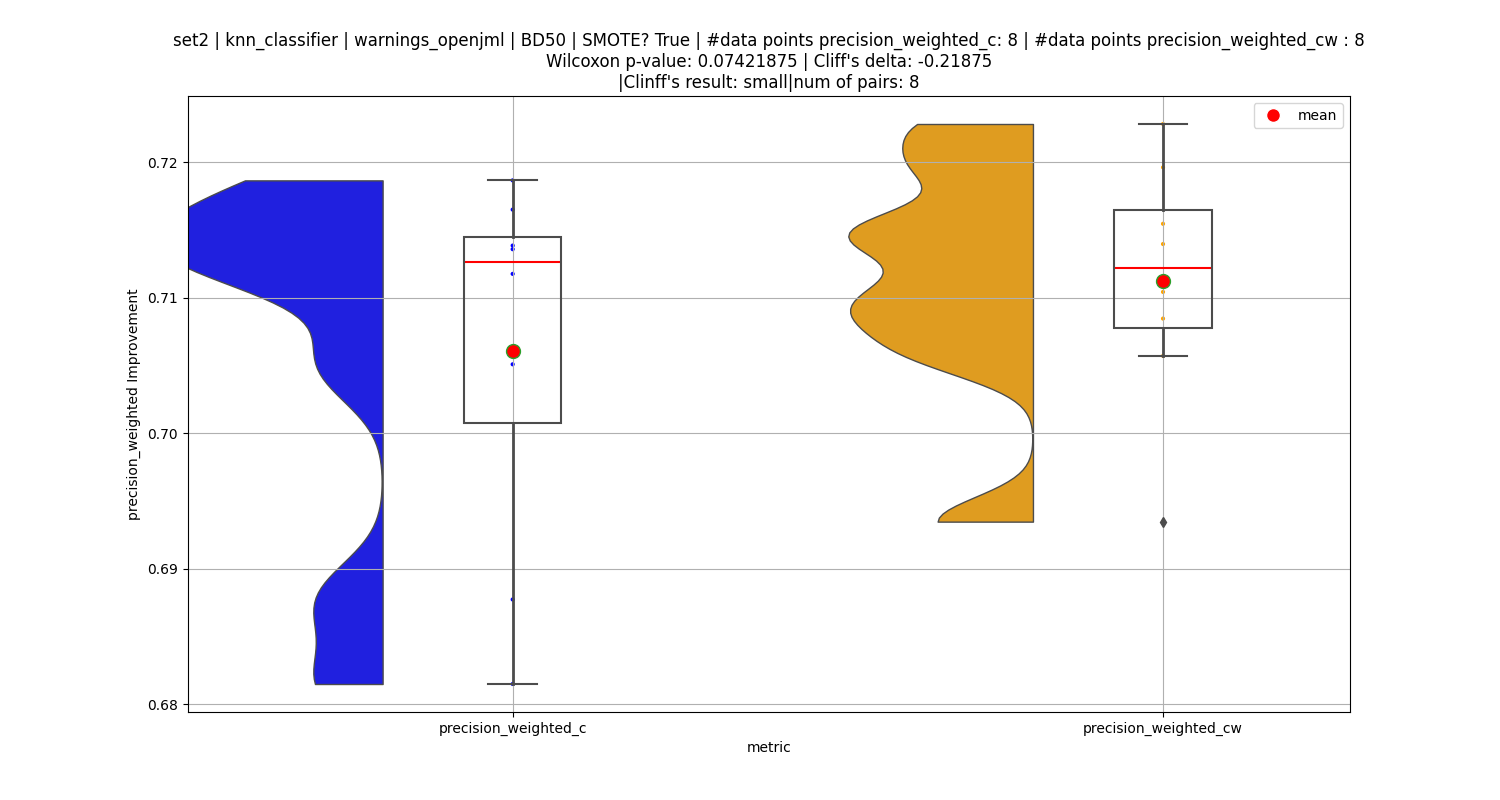 set2 | knn_classifier | warnings_openjml | BD50 | SMOTE? True | #data points precision_weighted_c: 8 | #data points precision_weighted_cw : 8
Wilcoxon p-value: 0.07421875 | Cliff's delta: -0.21875
|Clinff's result: small|num of pairs: 8
mean
precision_weighted Improvement
0.72
0.71
0.70
0.69
0.68
precision_weighted_c
precision_weighted_cw
metric